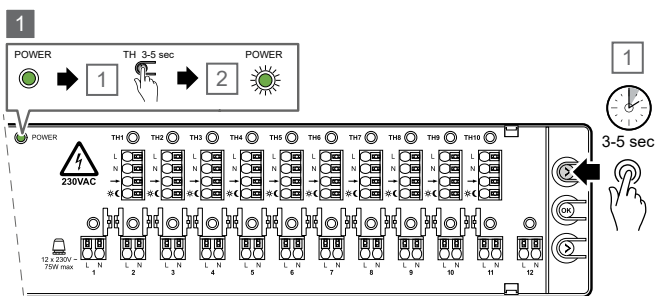 1
POWER TH 3-5 sec POWER
1 2
1
3-5 sec
POWER TH1 TH2 TH3 TH4 TH5 TH6 TH7 TH8 TH9 TH10
L L L L L L L L L L
N N N N N N N N N N
230VAC
OK
12 x 230V ~
75W max
L N L N L N L N L N L N L N L N L N L N L N L N
1 2 3 4 5 6 7 8 9 10 11 12